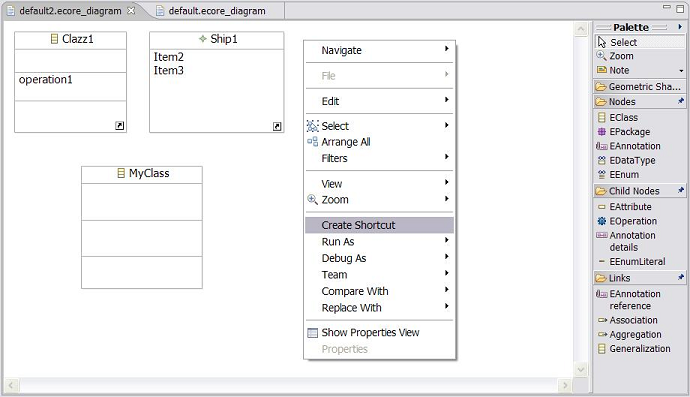 default2.ecore_diagram
default.ecore_diagram
Clazz1
operation1
Ship1
Item2
Item3
MyClass
Navigate
File
Edit
Select
Arrange All
Filters
View
Zoom
Create Shortcut
Run As
Debug As
Team
Compare With
Replace With
Show Properties View
Properties
Palette
Select
Zoom
Note
Geometric Sha...
Nodes
EClass
EPackage
EAnnotation
EDataType
EEnum
Child Nodes
EAttribute
EOperation
Annotation
details
EEnumLiteral
Links
EAnnotation
reference
Association
Aggregation
Generalization